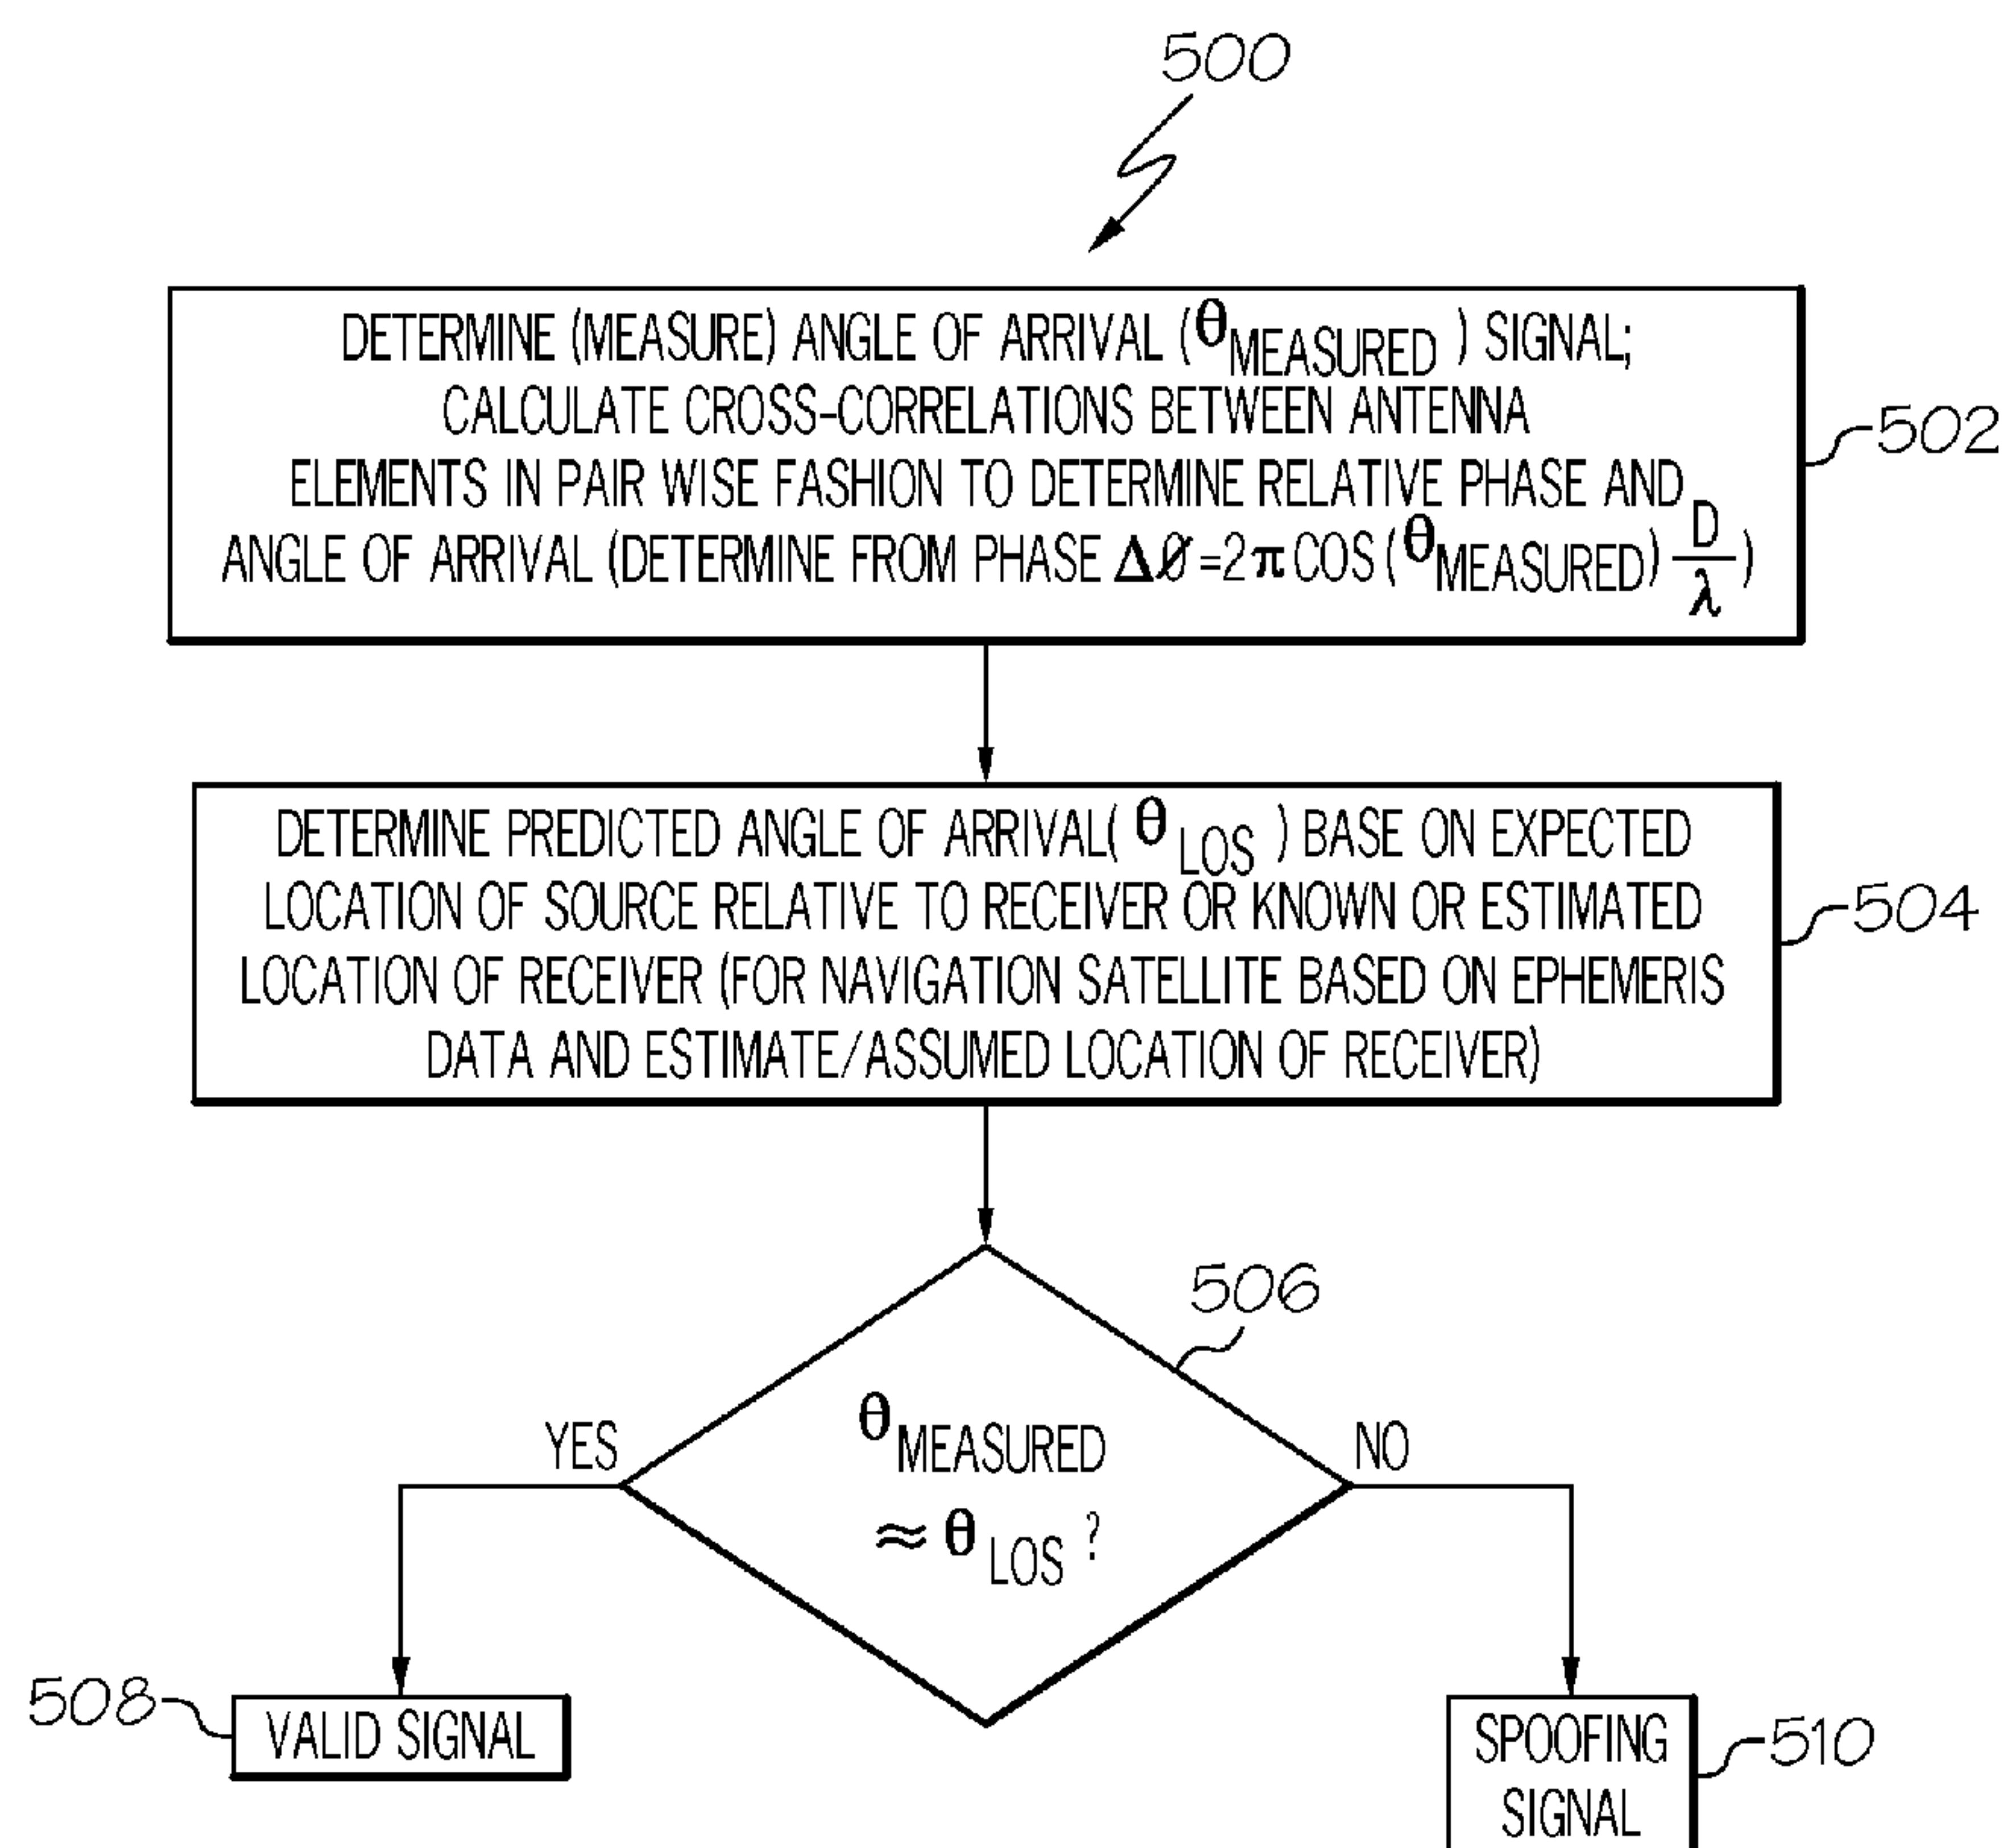 500
DETERMINE (MEASURE) ANGLE OF ARRIVAL (θMEASURED) SIGNAL;
CALCULATE CROSS-CORRELATIONS BETWEEN ANTENNA
ELEMENTS IN PAIR WISE FASHION TO DETERMINE RELATIVE PHASE AND
ANGLE OF ARRIVAL (DETERMINE FROM PHASE ΔØ=2πCOS(θMEASURED) D/λ)
502
DETERMINE PREDICTED ANGLE OF ARRIVAL( θLOS ) BASE ON EXPECTED
LOCATION OF SOURCE RELATIVE TO RECEIVER OR KNOWN OR ESTIMATED
LOCATION OF RECEIVER (FOR NAVIGATION SATELLITE BASED ON EPHEMERIS
DATA AND ESTIMATE/ASSUMED LOCATION OF RECEIVER)
504
506
YES
θMEASURED
≈ θLOS ?
NO
508
VALID SIGNAL
SPOOFING
SIGNAL
510